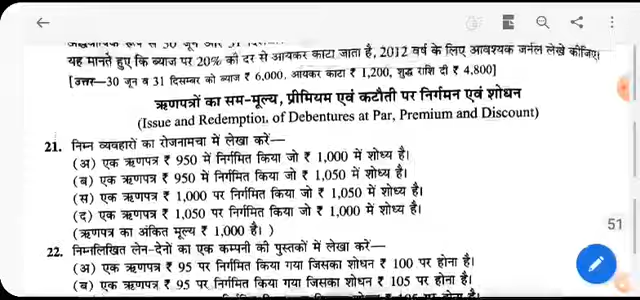 यह मानते हुए कि ब्याज पर 20% की दर से आयकर काटा जाता है, 2012 वर्ष के लिए आवश्यक जर्नल लेखे कीजिए।
[उत्तर—30 जून व 31 दिसम्बर को ब्याज ₹ 6,000, आयकर काटा ₹ 1,200, शुद्ध राशि दी ₹ 4,800]
ऋणपत्रों का सम-मूल्य, प्रीमियम एवं कटौती पर निर्गमन एवं शोधन
(Issue and Redemption of Debentures at Par, Premium and Discount)
21. निम्न व्यवहारों का रोजनामचा में लेखा करें—
(अ) एक ऋणपत्र ₹ 950 में निर्गमित किया जो ₹ 1,000 में शोध्य है।
(ब) एक ऋणपत्र ₹ 950 में निर्गमित किया जो ₹ 1,050 में शोध्य है।
(स) एक ऋणपत्र ₹ 1,000 पर निर्गमित किया जो ₹ 1,050 में शोध्य है।
(द) एक ऋणपत्र ₹ 1,050 पर निर्गमित किया जो ₹ 1,000 में शोध्य है।
(ऋणपत्र का अंकित मूल्य ₹ 1,000 है। )
51
22. निम्नलिखित लेन-देनों का एक कम्पनी की पुस्तकों में लेखा करें—
(अ) एक ऋणपत्र ₹ 95 पर निर्गमित किया गया जिसका शोधन ₹ 100 पर होना है।
(ब) एक ऋणपत्र ₹ 95 पर निर्गमित किया गया जिसका शोधन ₹ 105 पर होना है।